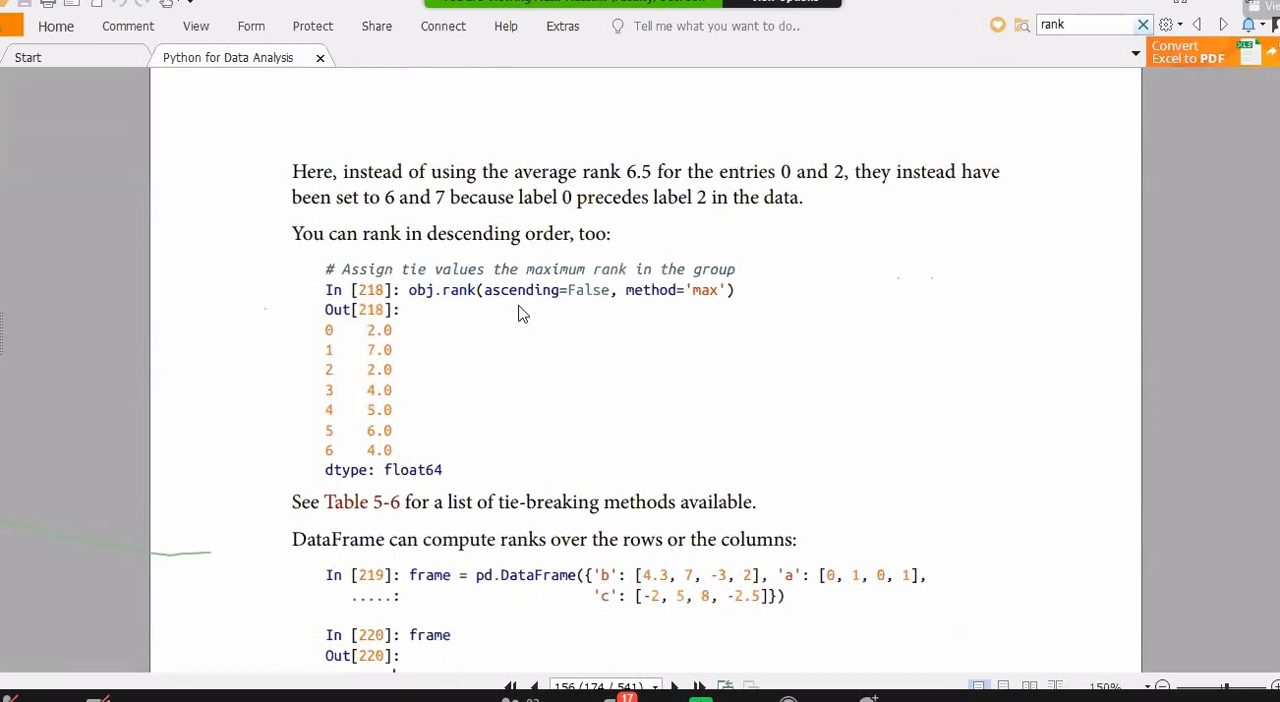 Home Comment View Form Protect Share Connect Help Extras Tell me what you want to do.. rank
Start Python for Data Analysis Convert Excel to PDF
Here, instead of using the average rank 6.5 for the entries 0 and 2, they instead have
been set to 6 and 7 because label 0 precedes label 2 in the data.
You can rank in descending order, too:
# Assign tie values the maximum rank in the group
In [218]: obj.rank(ascending=False, method='max')
Out[218]:
0 2.0
1 7.0
2 2.0
3 4.0
4 5.0
5 6.0
6 4.0
dtype: float64
See Table 5-6 for a list of tie-breaking methods available.
DataFrame can compute ranks over the rows or the columns:
In [219]: frame = pd.DataFrame({'b': [4.3, 7, -3, 2], 'a': [0, 1, 0, 1],
.....: 'c': [-2, 5, 8, -2.5]})
In [220]: frame
Out[220]:
156 (174 / 541) 150%
17